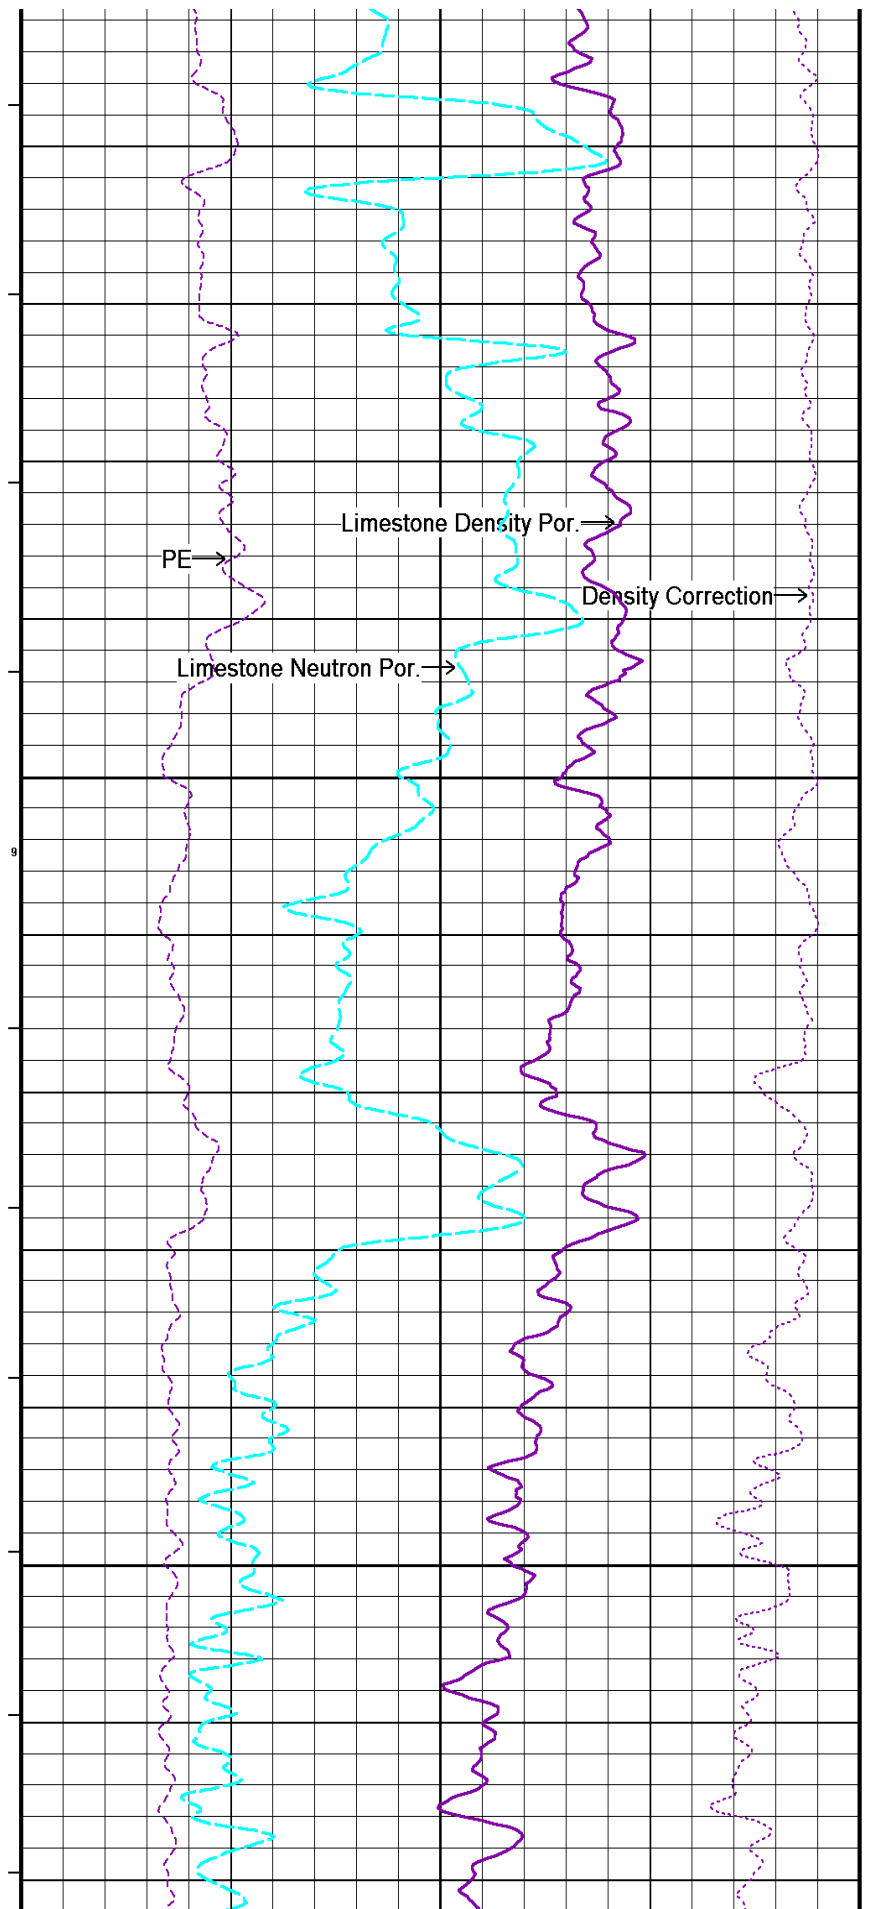 Limestone Density Por.
PE
Density Correction
Limestone Neutron Por.
9